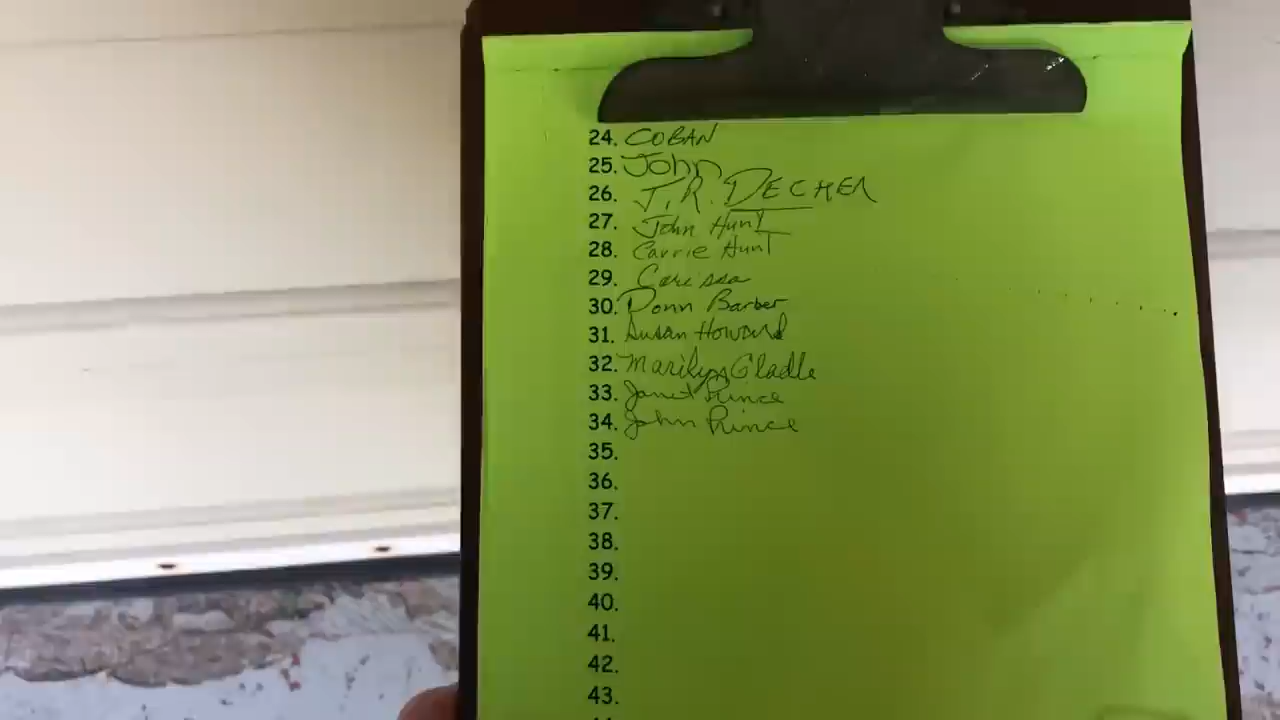 24. COBAN
25. John
26. J.R. DECHER
27. John Hunt
28. Carrie Hunt
29. Carissa
30. Donn Barber
31. Susan Howard
32. Marilyn Gladle
33. Janet Prince
34. John Prince
35.
36.
37.
38.
39.
40.
41.
42.
43.